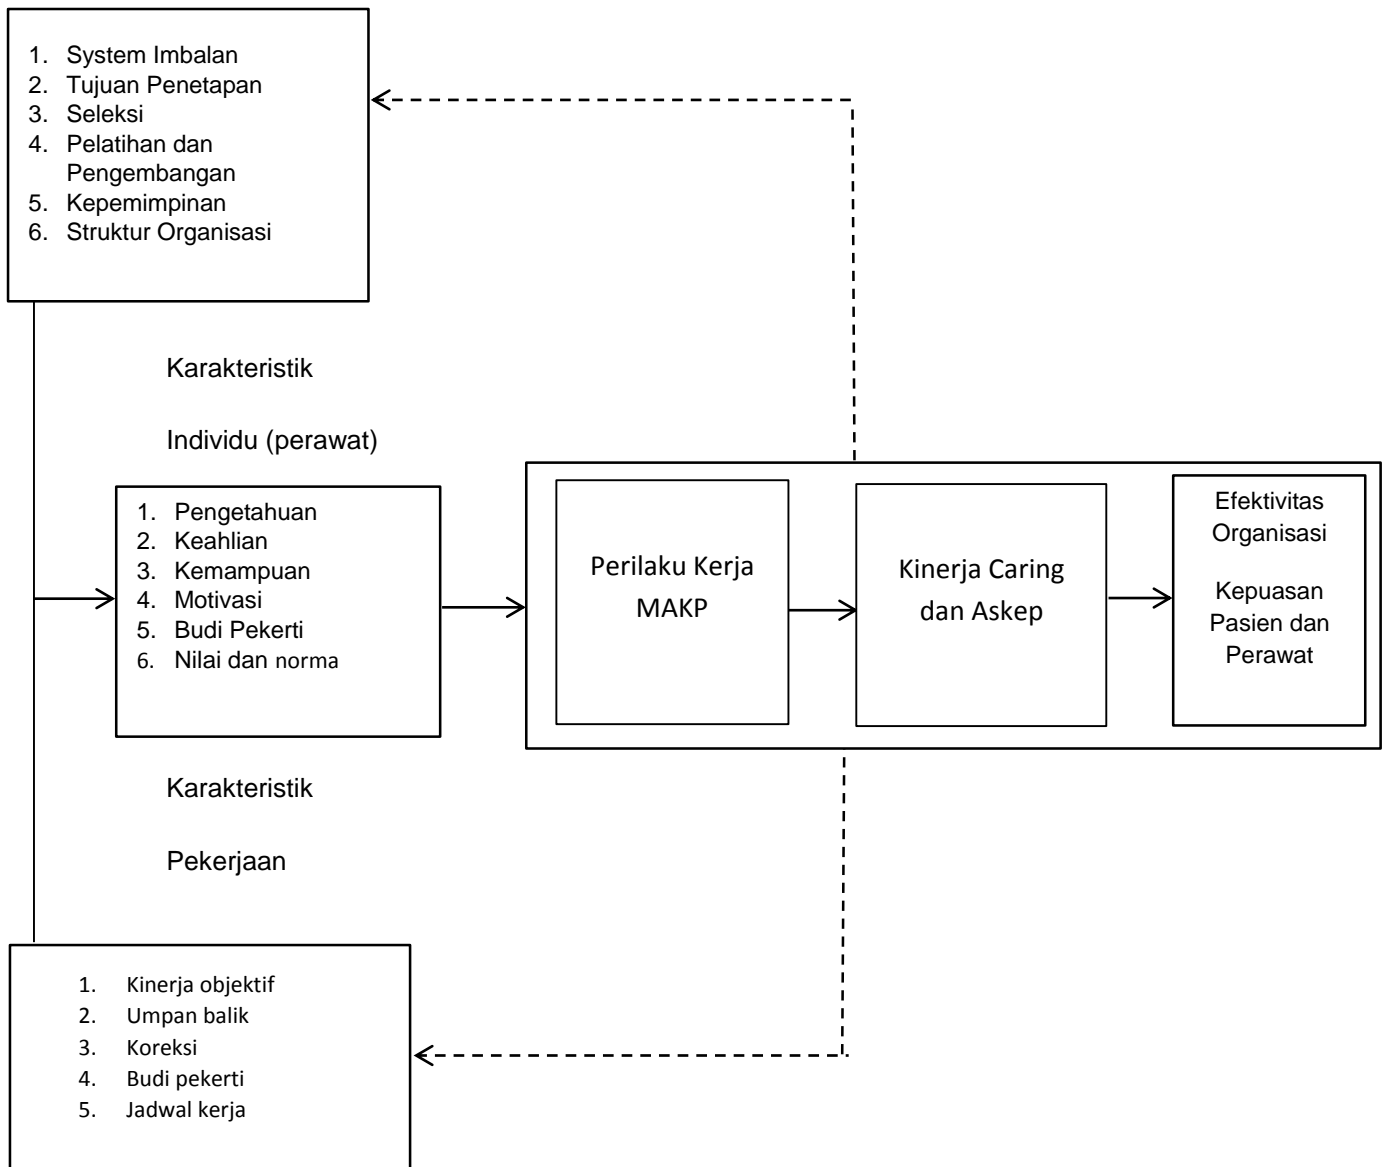 1. System Imbalan
2. Tujuan Penetapan
3. Seleksi
4. Pelatihan dan
Pengembangan
5. Kepemimpinan
6. Struktur Organisasi
Karakteristik
Individu (perawat)
1. Pengetahuan
2. Keahlian
3. Kemampuan
4. Motivasi
5. Budi Pekerti
6. Nilai dan norma
Perilaku Kerja
MAKP
Kinerja Caring
dan Askep
Efektivitas
Organisasi
Kepuasan
Pasien dan
Perawat
Karakteristik
Pekerjaan
1. Kinerja objektif
2. Umpan balik
3. Koreksi
4. Budi pekerti
5. Jadwal kerja